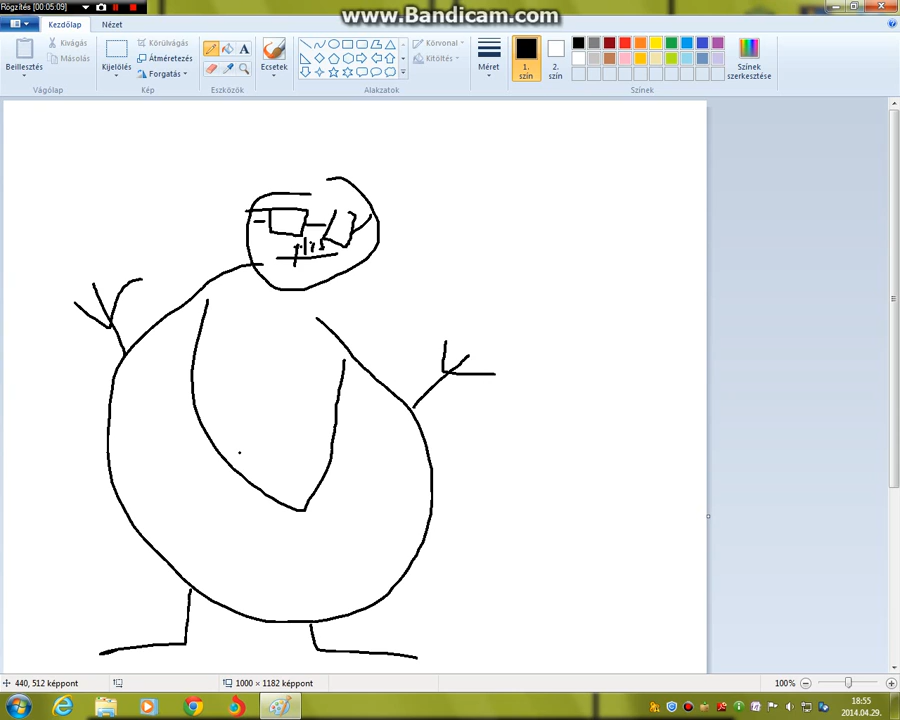 Rögzítés [00:05:09]
www.Bandicam.com
Kezdőlap Nézet
Beillesztés
Kivágás
Másolás
Vágólap
Kijelölés
Körülvágás
Átméretezés
Forgatás
Kép
A
Eszközök
Ecsetek
Alakzatok
Körvonal
Kitöltés
Méret
1.
szín
2.
szín
Színek
szerkesztése
Színek
440, 512 képpont
1000 × 1182 képpont
100%
18:55
2014.04.29.